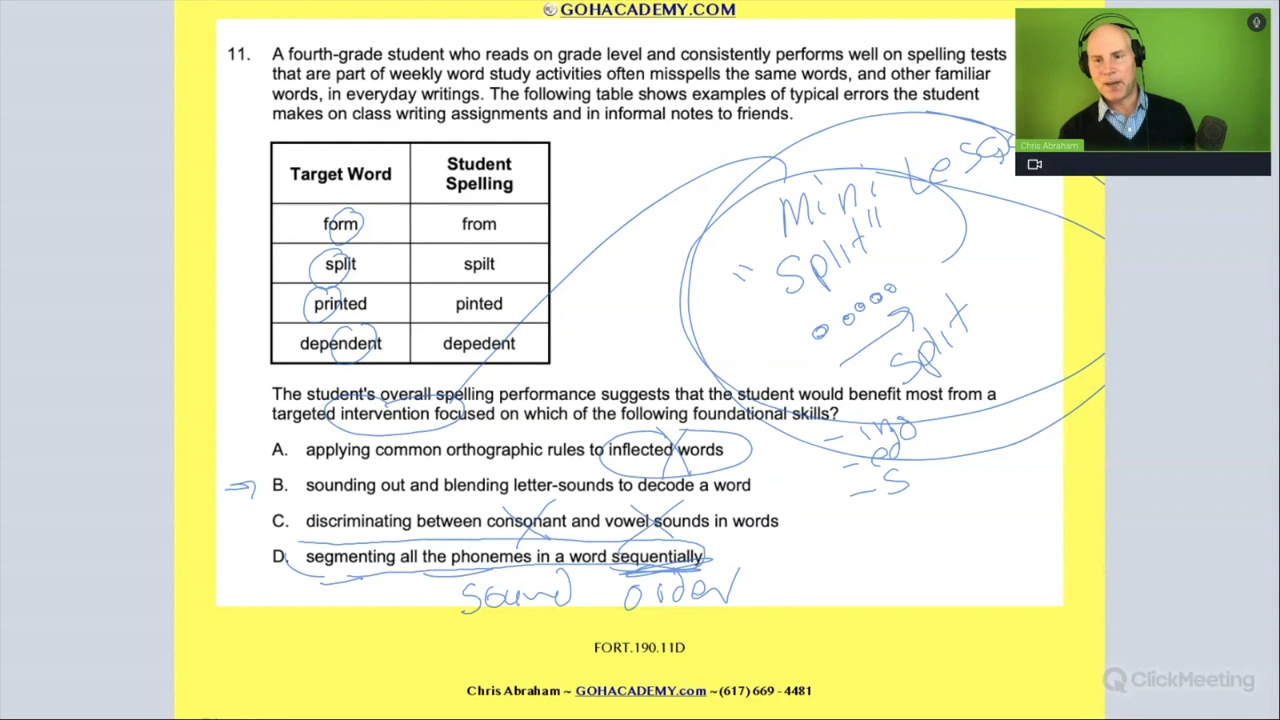 GOHACADEMY.COM
11. A fourth-grade student who reads on grade level and consistently performs well on spelling tests
that are part of weekly word study activities often misspells the same words, and other familiar
words, in everyday writings. The following table shows examples of typical errors the student
makes on class writing assignments and in informal notes to friends.
Target Word Student Spelling
form from
split spilt
printed pinted
dependent depedent
The student's overall spelling performance suggests that the student would benefit most from a
targeted intervention focused on which of the following foundational skills?
A. applying common orthographic rules to inflected words
B. sounding out and blending letter-sounds to decode a word
C. discriminating between consonant and vowel sounds in words
D. segmenting all the phonemes in a word sequentially
sound order
Mini
"split"
split
-ing
-ed
-s
FORT.190.11D
Chris Abraham ~ GOHACADEMY.com ~(617) 669 - 4481
Chris Abraham
ClickMeeting